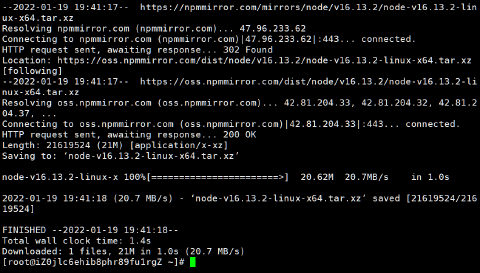 --2022-01-19 19:41:17--  https://npmmirror.com/mirrors/node/v16.13.2/node-v16.13.2-lin
ux-x64.tar.xz
Resolving npmmirror.com (npmmirror.com)... 47.96.233.62
Connecting to npmmirror.com (npmmirror.com)|47.96.233.62|:443... connected.
HTTP request sent, awaiting response... 302 Found
Location: https://oss.npmmirror.com/dist/node/v16.13.2/node-v16.13.2-linux-x64.tar.xz
[following]
--2022-01-19 19:41:17--  https://oss.npmmirror.com/dist/node/v16.13.2/node-v16.13.2-li
nux-x64.tar.xz
Resolving oss.npmmirror.com (oss.npmmirror.com)... 42.81.204.33, 42.81.204.32, 42.81.2
04.37, ...
Connecting to oss.npmmirror.com (oss.npmmirror.com)|42.81.204.33|:443... connected.
HTTP request sent, awaiting response... 200 OK
Length: 21619524 (21M) [application/x-xz]
Saving to: ‘node-v16.13.2-linux-x64.tar.xz’
node-v16.13.2-linux-x 100%[=======================>]  20.62M  20.7MB/s    in 1.0s
2022-01-19 19:41:18 (20.7 MB/s) - ‘node-v16.13.2-linux-x64.tar.xz’ saved [21619524/216
19524]
FINISHED --2022-01-19 19:41:18--
Total wall clock time: 1.4s
Downloaded: 1 files, 21M in 1.0s (20.7 MB/s)
[root@iZ0jlc6ehib8phr89fu1rgZ ~]#